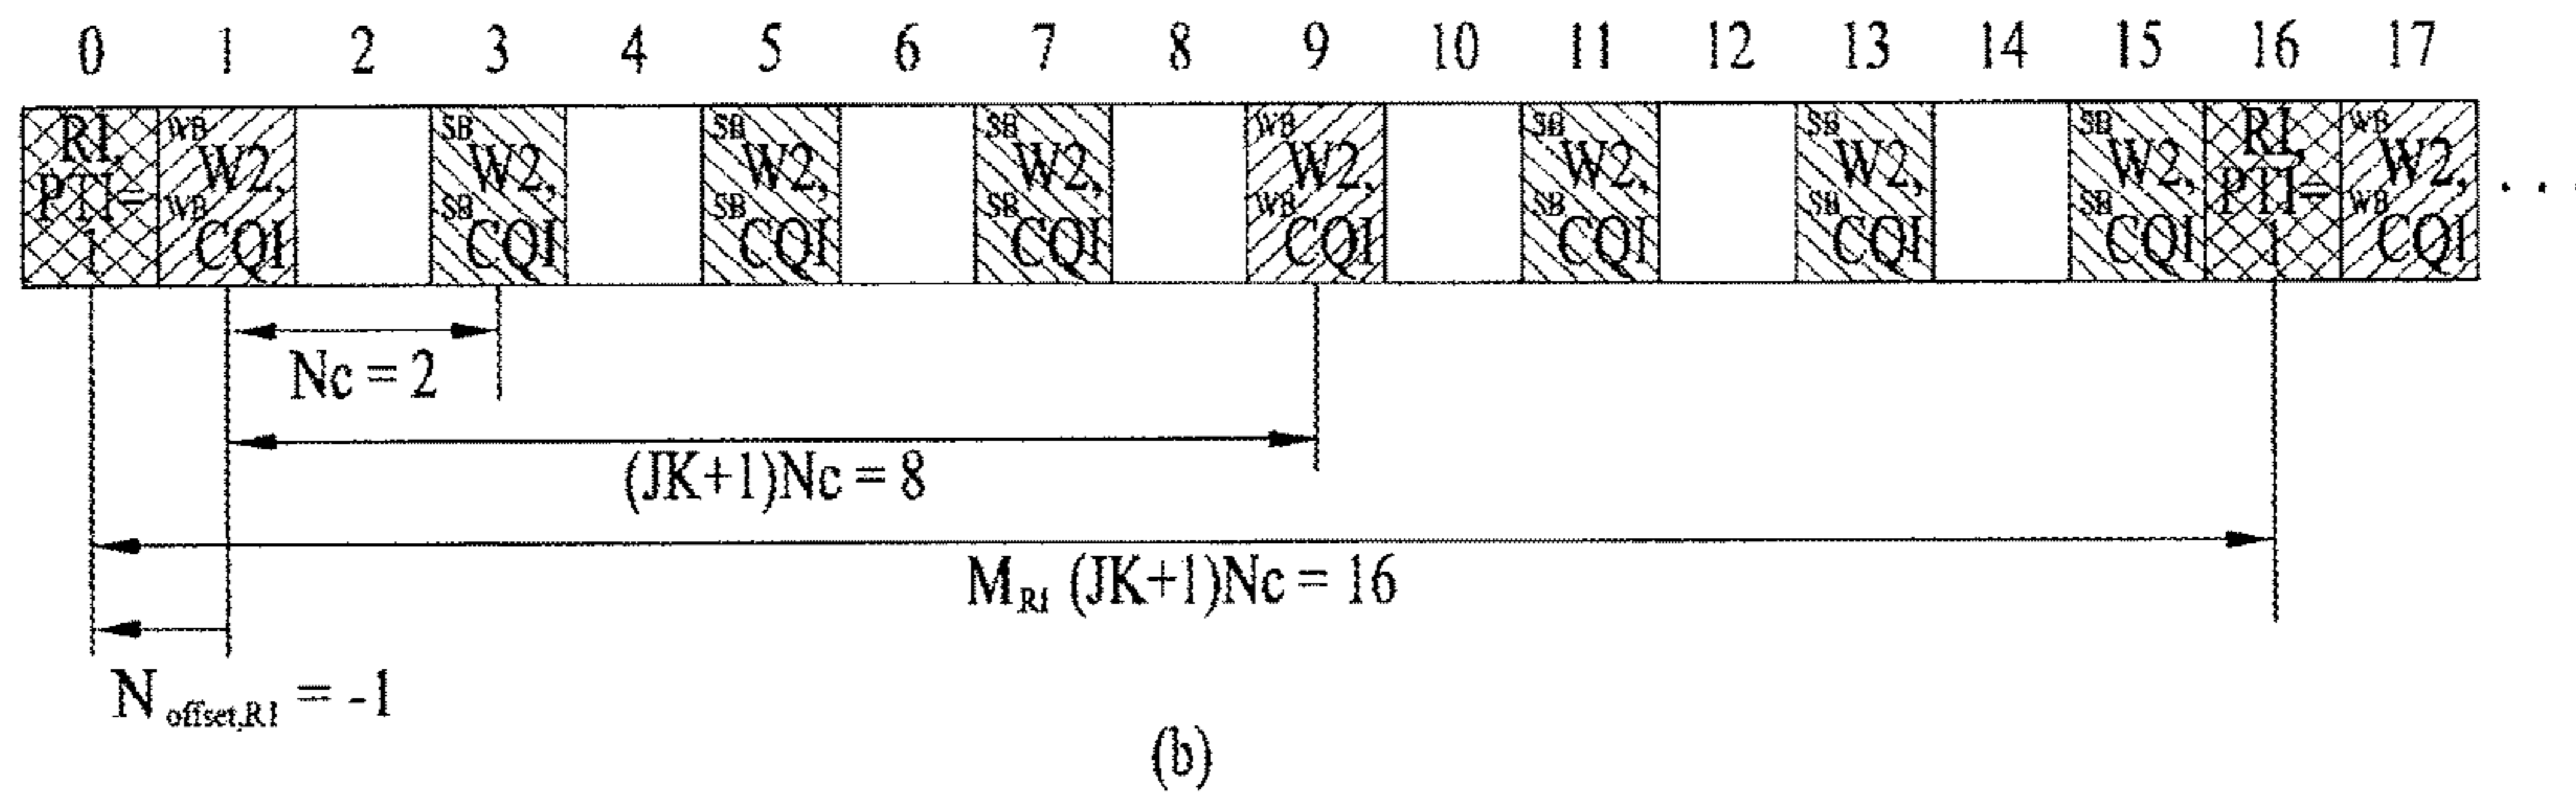 0 1 2 3 4 5 6 7 8 9 10 11 12 13 14 15 16 17
RI, WB SB SB SB WB SB SB SB RI, WB
W2, W2, W2, W2, W2, W2, W2, W2, W2,
PTI= WB SB SB SB WB SB SB SB PTI= WB ...
1 CQI CQI CQI CQI CQI CQI CQI CQI 1 CQI
Nc = 2
(JK+1)Nc = 8
M RI (JK+1)Nc = 16
N offset,RI = -1
(b)